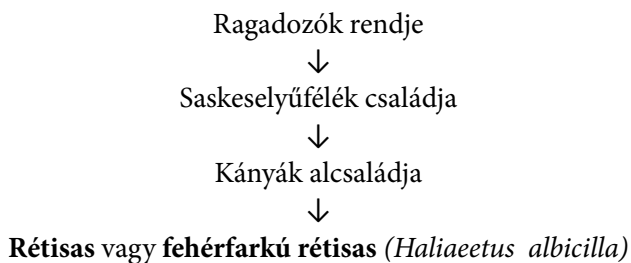 Ragadozók rendje
↓
Saskeselyűfélék családja
↓
Kányák alcsaládja
↓
Rétisas vagy fehérfarkú rétisas (Haliaeetus albicilla)